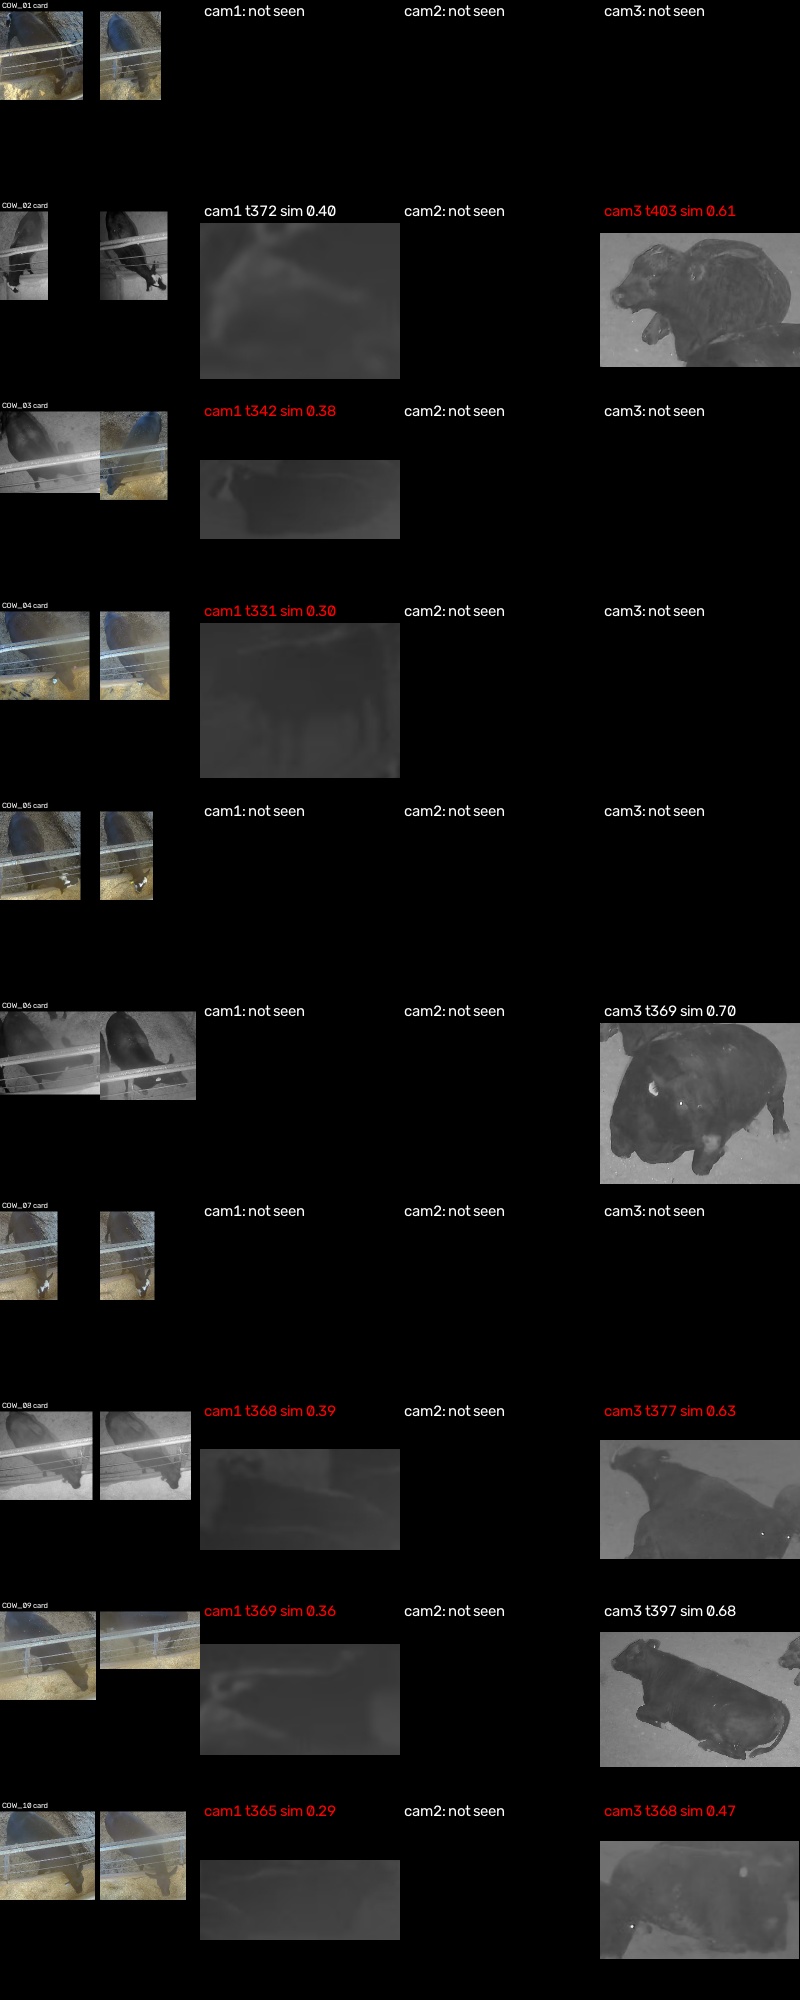 COW_01 card
cam1: not seen
cam2: not seen
cam3: not seen
COW_02 card
cam1 t372 sim 0.40
cam2: not seen
cam3 t403 sim 0.61
COW_03 card
cam1 t342 sim 0.38
cam2: not seen
cam3: not seen
COW_04 card
cam1 t331 sim 0.30
cam2: not seen
cam3: not seen
COW_05 card
cam1: not seen
cam2: not seen
cam3: not seen
COW_06 card
cam1: not seen
cam2: not seen
cam3 t369 sim 0.70
COW_07 card
cam1: not seen
cam2: not seen
cam3: not seen
COW_08 card
cam1 t368 sim 0.39
cam2: not seen
cam3 t377 sim 0.63
COW_09 card
cam1 t369 sim 0.36
cam2: not seen
cam3 t397 sim 0.68
COW_10 card
cam1 t365 sim 0.29
cam2: not seen
cam3 t368 sim 0.47